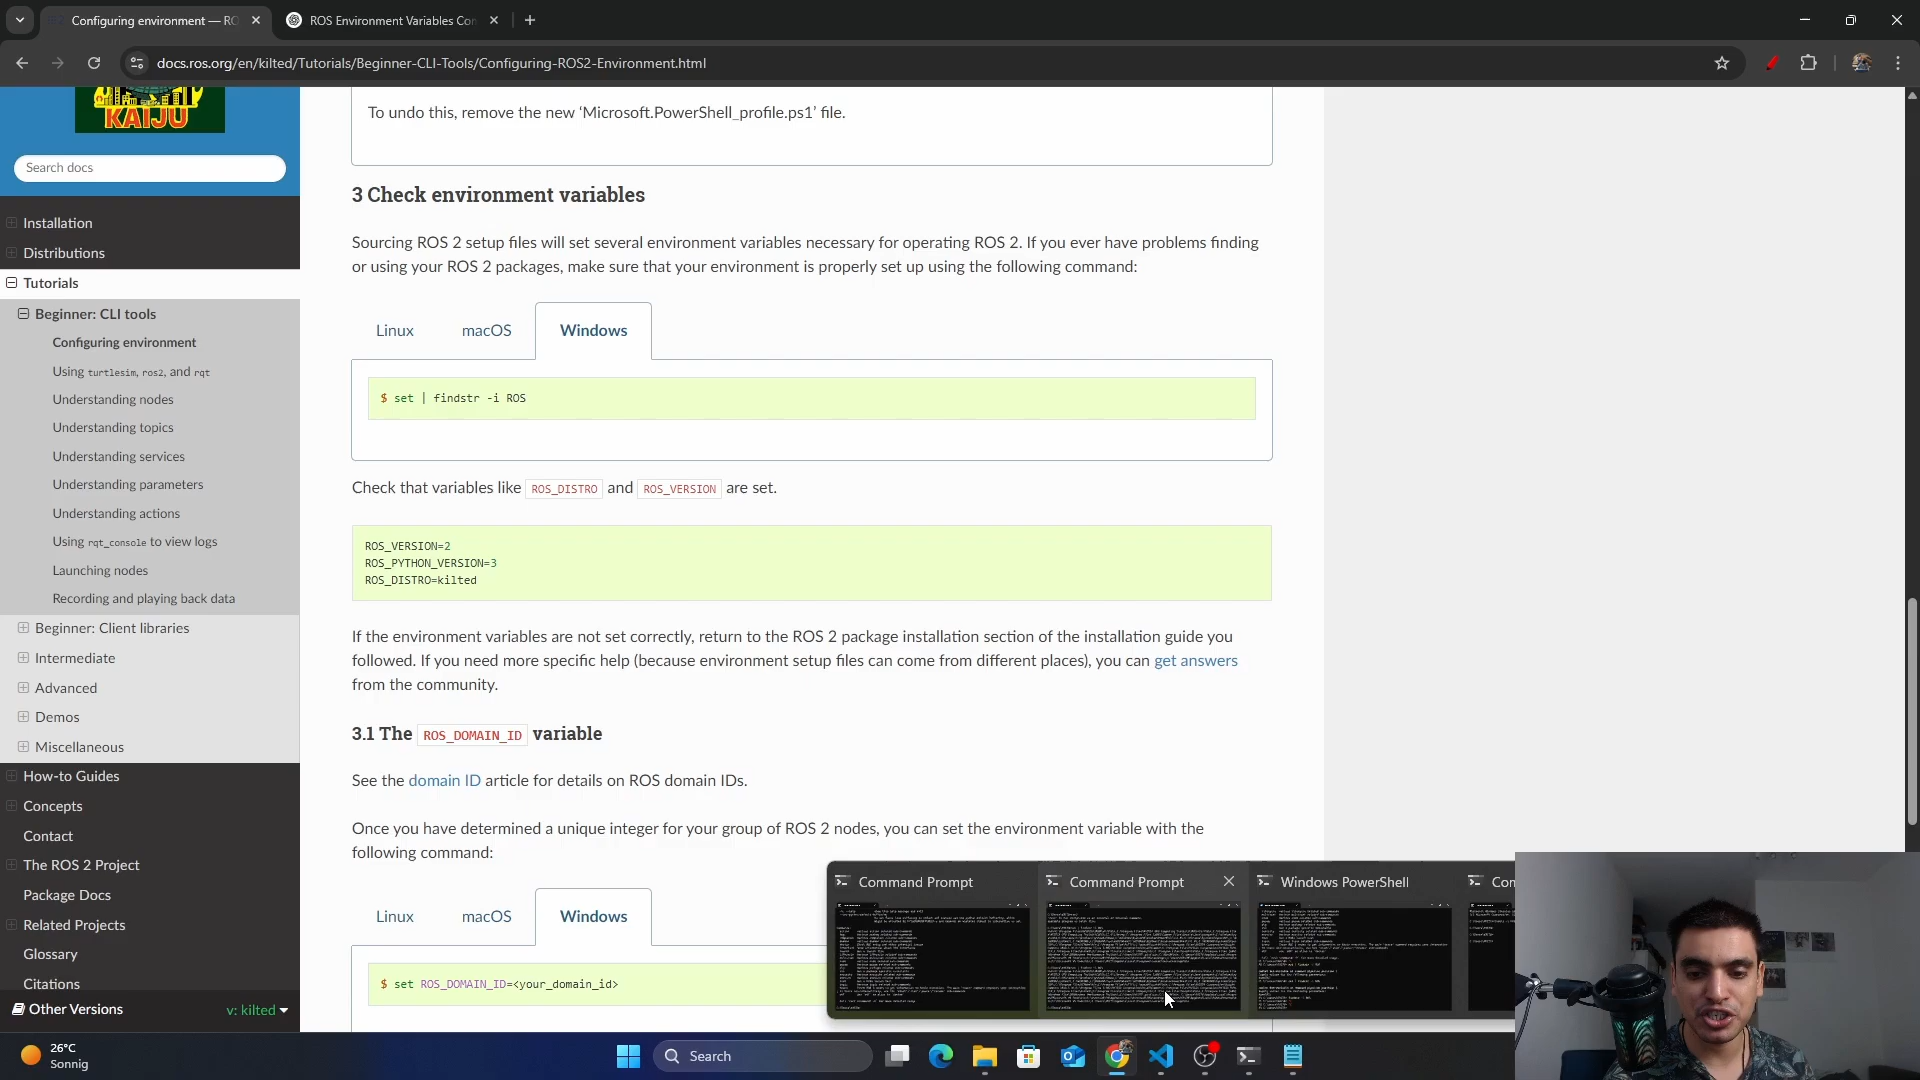 Configuring environment — RO
ROS Environment Variables Con
docs.ros.org/en/kilted/Tutorials/Beginner-CLI-Tools/Configuring-ROS2-Environment.html
KAIJU
Search docs
Installation
Distributions
Tutorials
Beginner: CLI tools
Configuring environment
Using turtlesim, ros2, and rqt
Understanding nodes
Understanding topics
Understanding services
Understanding parameters
Understanding actions
Using rqt_console to view logs
Launching nodes
Recording and playing back data
Beginner: Client libraries
Intermediate
Advanced
Demos
Miscellaneous
How-to Guides
Concepts
Contact
The ROS 2 Project
Package Docs
Related Projects
Glossary
Citations
Other Versions
v: kilted
To undo this, remove the new ‘Microsoft.PowerShell_profile.ps1’ file.
3 Check environment variables
Sourcing ROS 2 setup files will set several environment variables necessary for operating ROS 2. If you ever have problems finding
or using your ROS 2 packages, make sure that your environment is properly set up using the following command:
Linux macOS Windows
$ set | findstr -i ROS
Check that variables like ROS_DISTRO and ROS_VERSION are set.
ROS_VERSION=2
ROS_PYTHON_VERSION=3
ROS_DISTRO=kilted
If the environment variables are not set correctly, return to the ROS 2 package installation section of the installation guide you
followed. If you need more specific help (because environment setup files can come from different places), you can get answers
from the community.
3.1 The ROS_DOMAIN_ID variable
See the domain ID article for details on ROS domain IDs.
Once you have determined a unique integer for your group of ROS 2 nodes, you can set the environment variable with the
following command:
Linux macOS Windows
$ set ROS_DOMAIN_ID=<your_domain_id>
Command Prompt
Command Prompt
Windows PowerShell
Con
26°C
Sonnig
Search